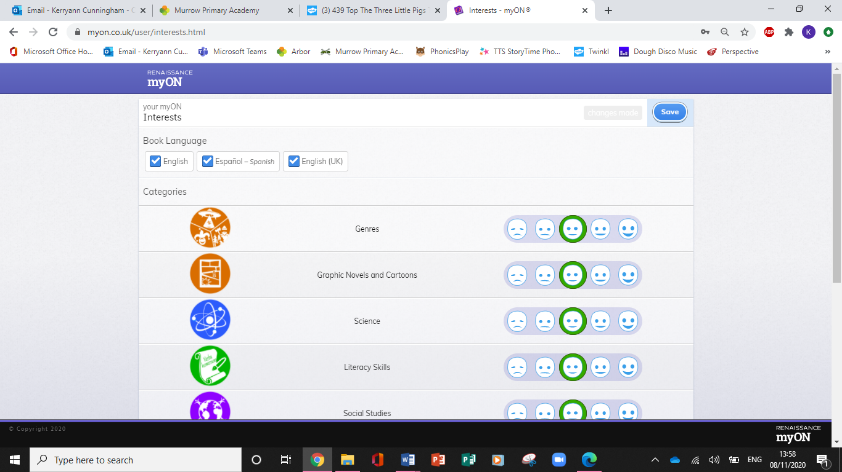 Email - Kerryann Cunningham - C
Murrow Primary Academy
(3) 439 Top The Three Little Pigs
Interests - myON®
myon.co.uk/user/interests.html
ABP
K
Microsoft Office Ho...
Email - Kerryann Cu...
Microsoft Teams
Arbor
Murrow Primary Ac...
PhonicsPlay
TTS StoryTime Pho...
Twinkl
Dough Disco Music
Perspective
RENAISSANCE
myON
your myON
Interests
changes made
Save
Book Language
English
Español – Spanish
English (UK)
Categories
Genres
Graphic Novels and Cartoons
Science
Literacy Skills
Social Studies
© Copyright 2020
RENAISSANCE
myON
Type here to search
ENG
13:58
08/11/2020